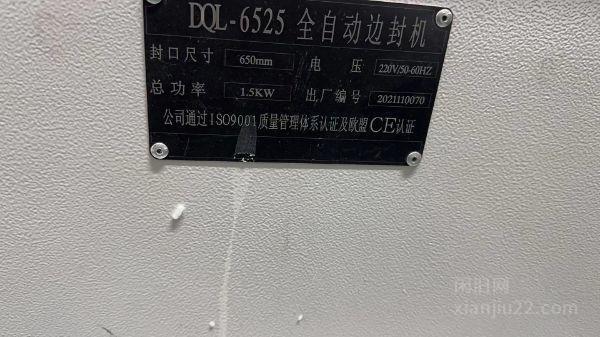 DQL-6525 全自动边封机
封口尺寸 650mm 电压 220V/50-60HZ
总功率 1.5KW 出厂编号 2021110070
公司通过ISO9001质量管理体系认证及欧盟CE认证
闲旧网
xianjiu22.com